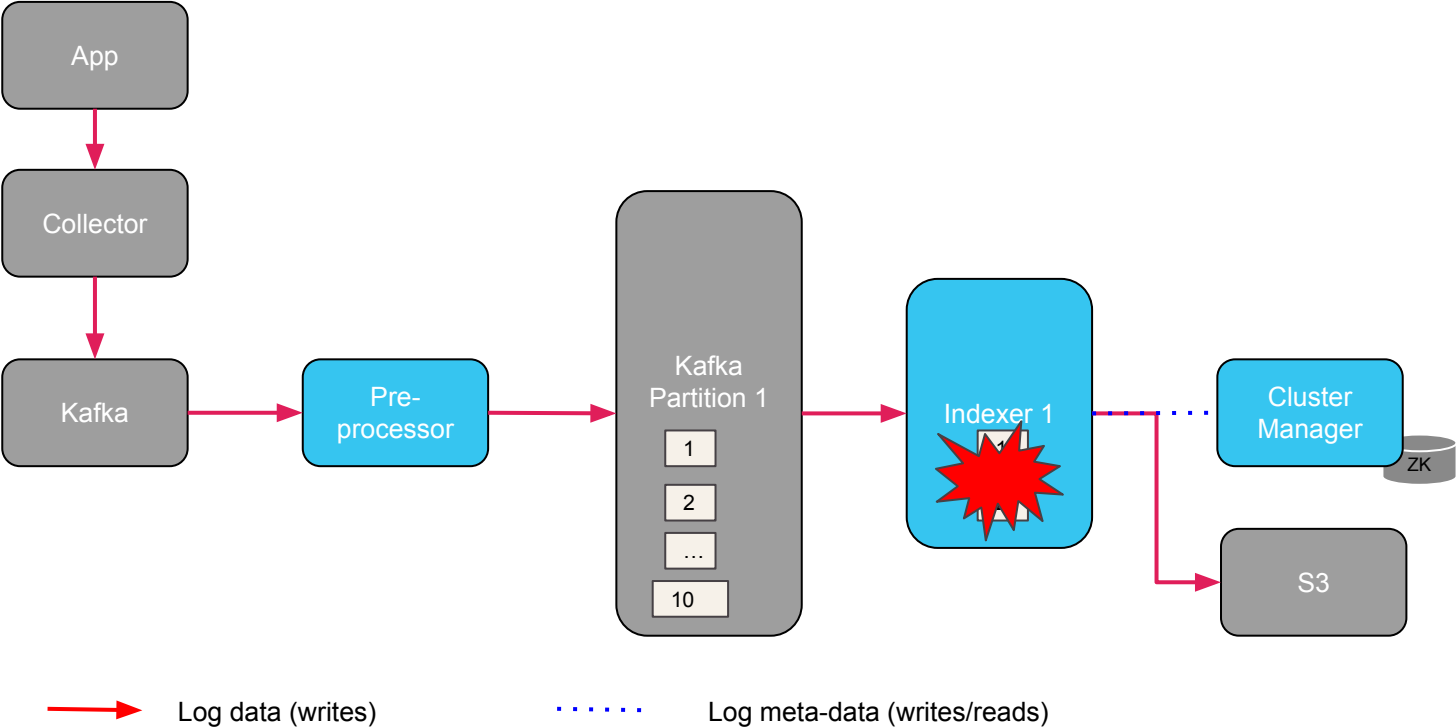 App
Collector
Kafka
Pre-
processor
Kafka
Partition 1
1
2
...
10
Indexer 1
1
Cluster
Manager
ZK
S3
Log data (writes)
Log meta-data (writes/reads)